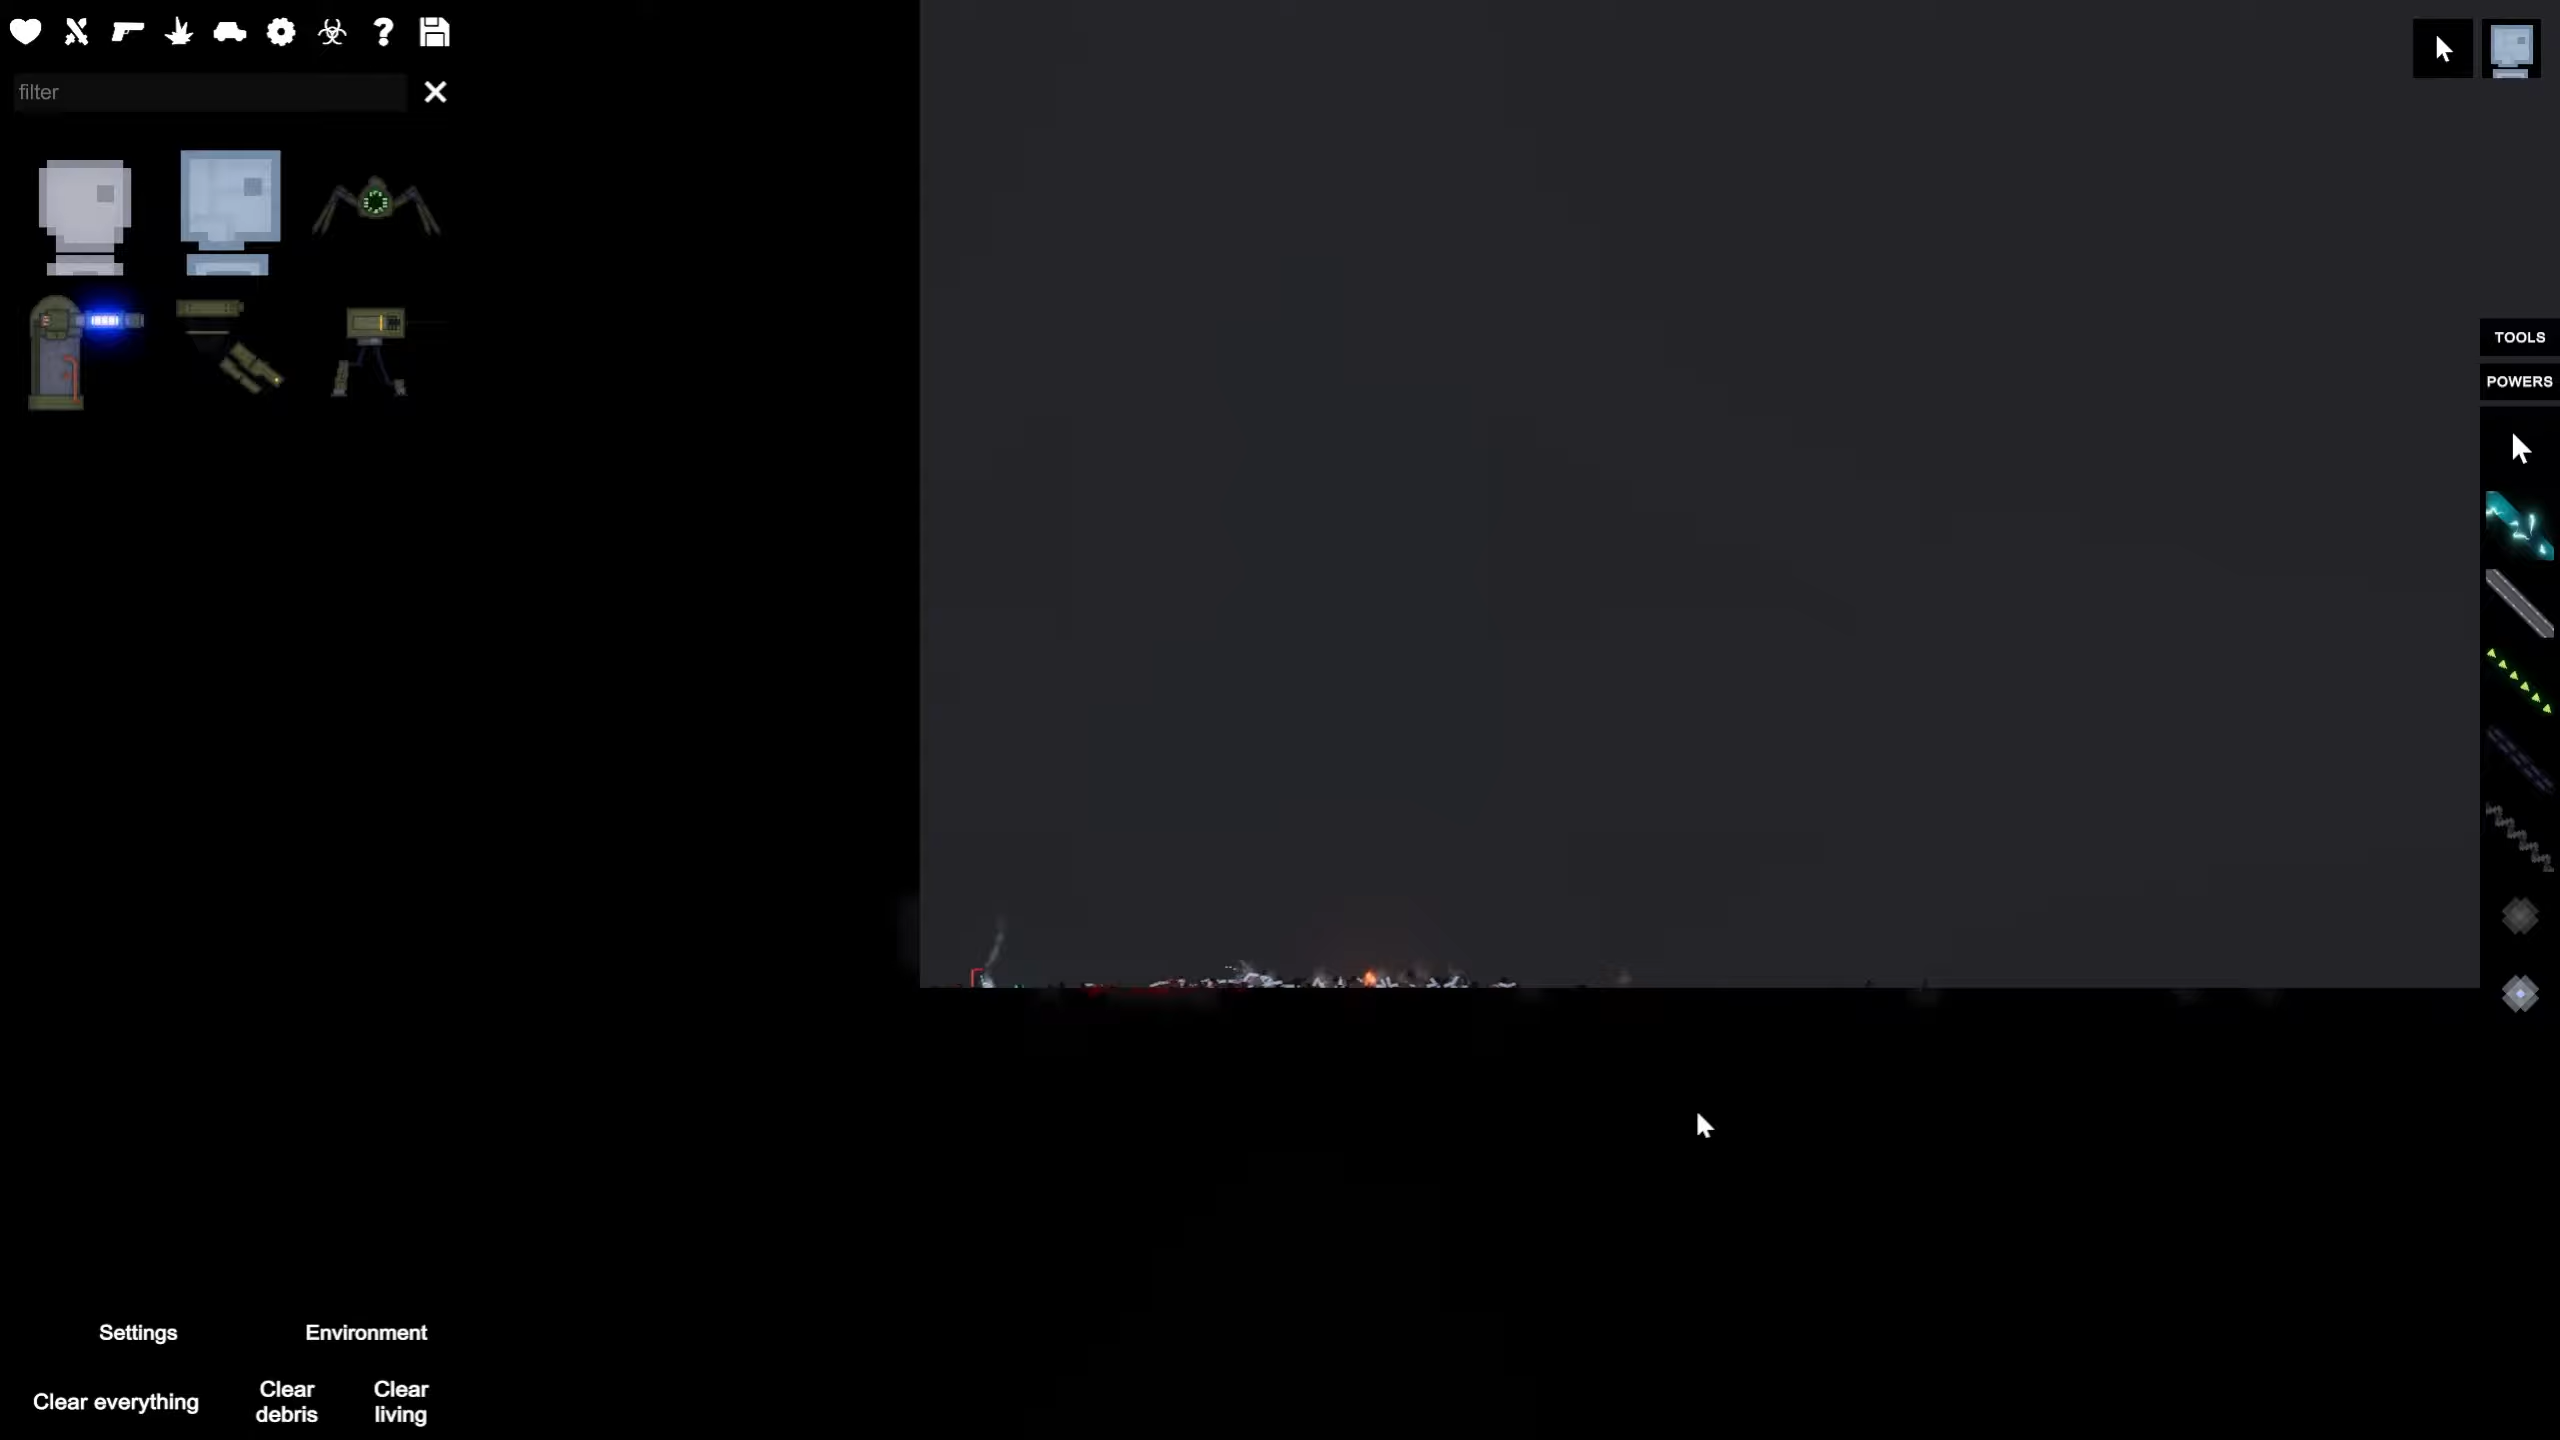 filter
TOOLS
POWERS
Settings
Environment
Clear everything
Clear
debris
Clear
living